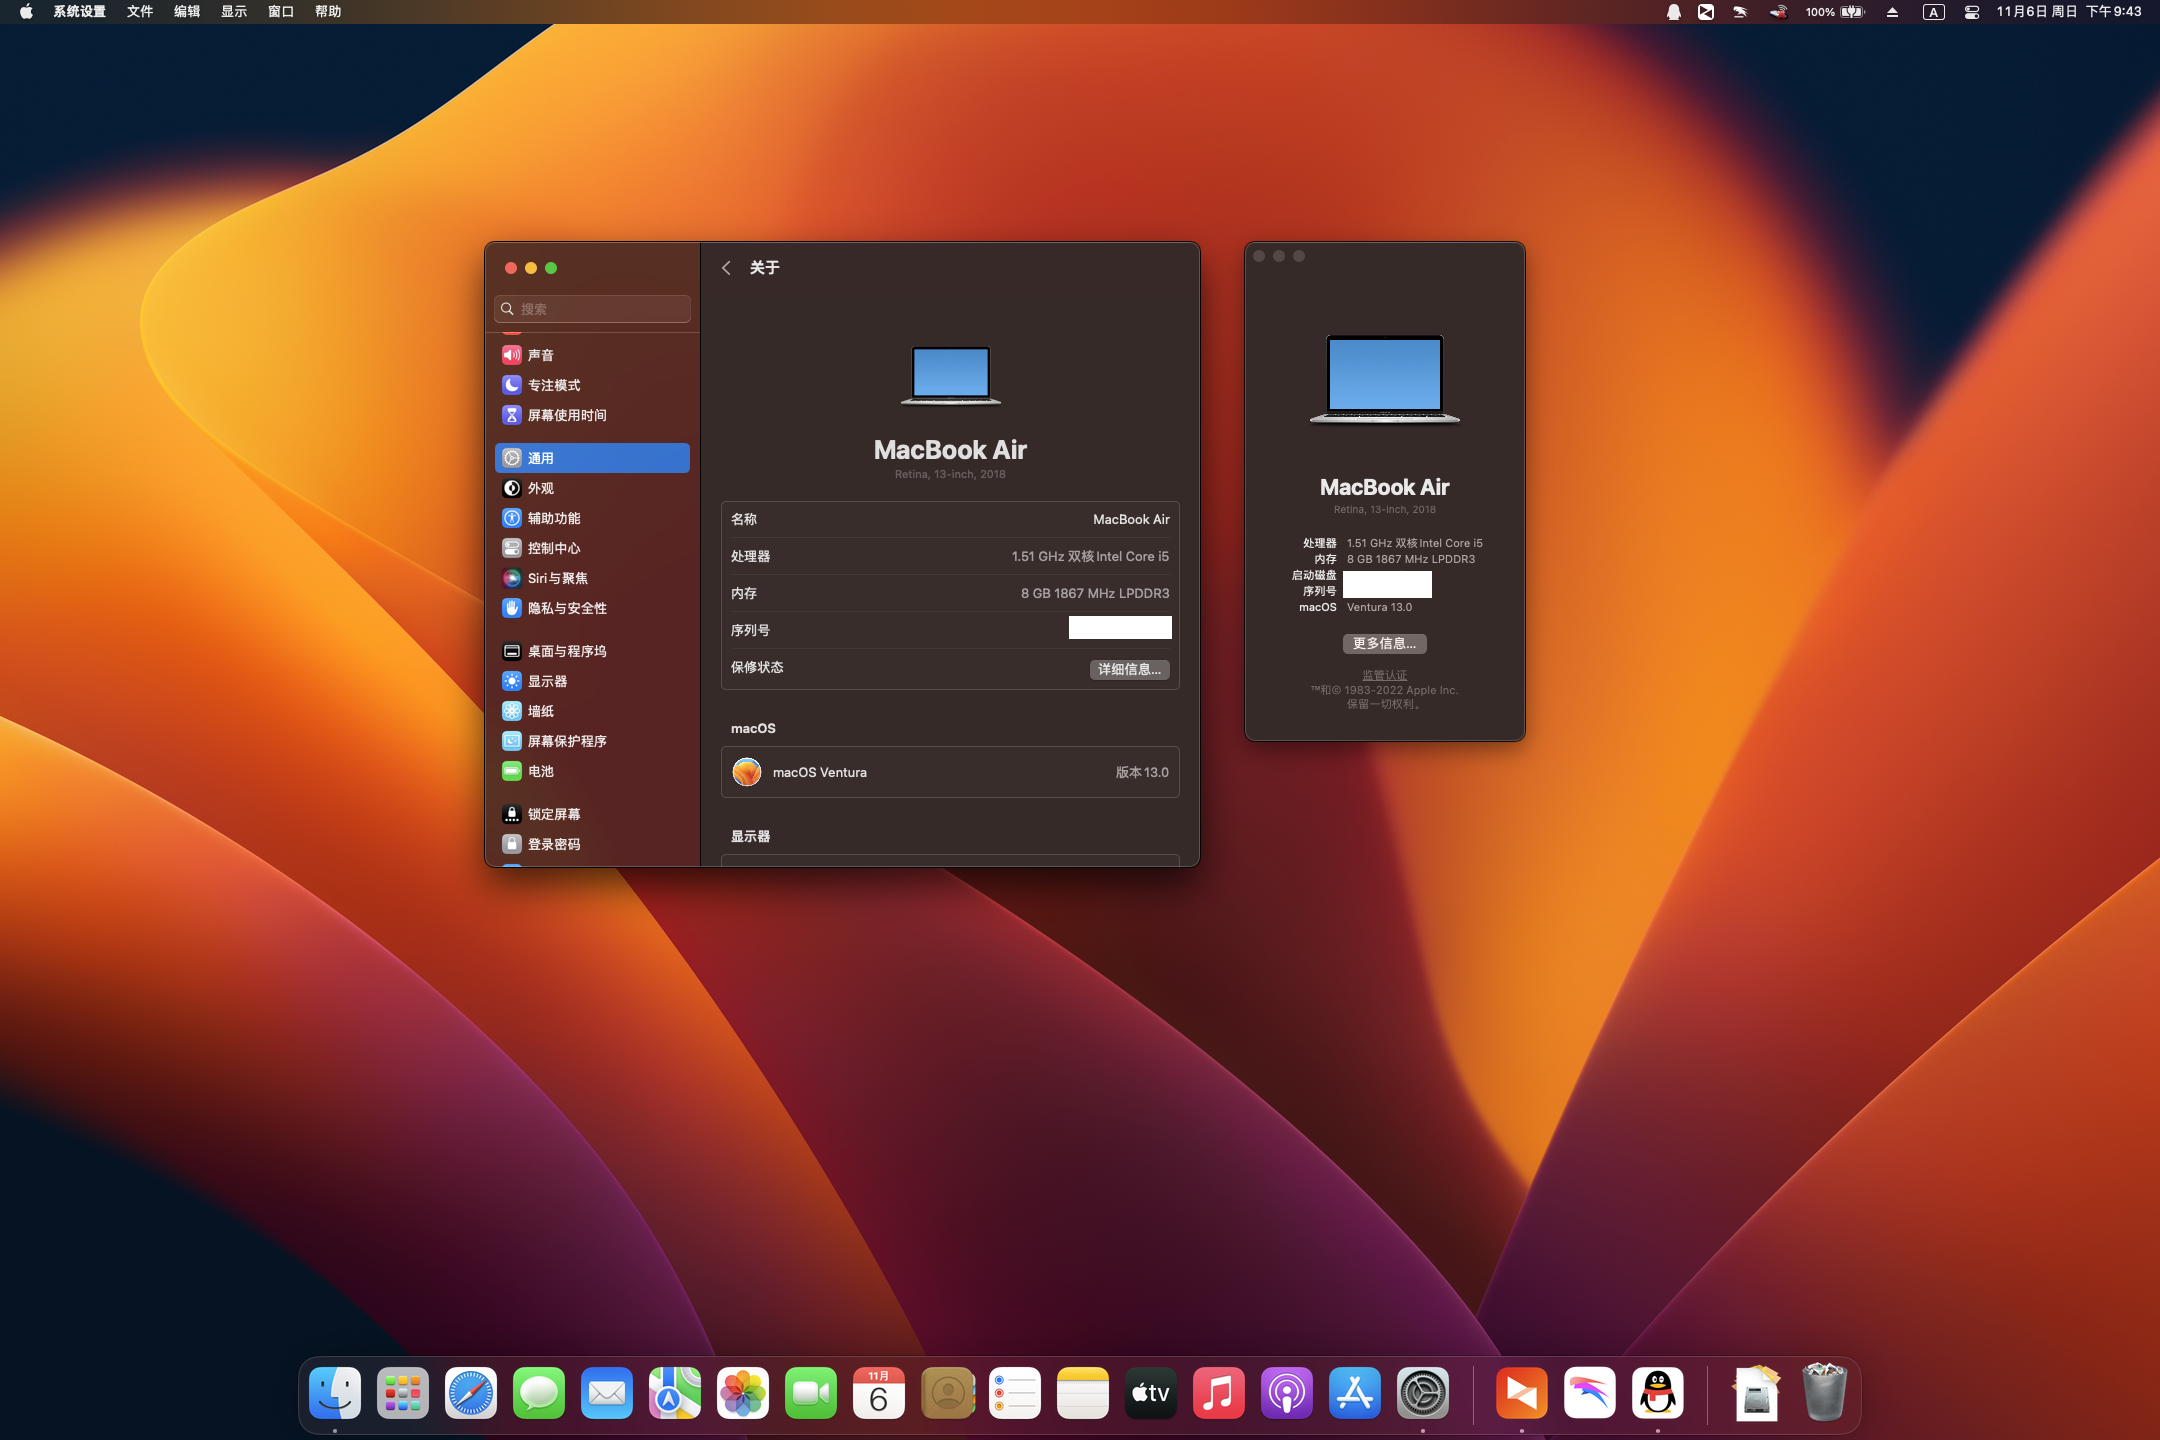 系统设置 文件 编辑 显示 窗口 帮助
100% A 11月6日 周日 下午9:43
搜索
声音
专注模式
屏幕使用时间
通用
外观
辅助功能
控制中心
Siri与聚焦
隐私与安全性
桌面与程序坞
显示器
墙纸
屏幕保护程序
电池
锁定屏幕
登录密码
关于
MacBook Air
Retina, 13-inch, 2018
名称 MacBook Air
处理器 1.51 GHz 双核Intel Core i5
内存 8 GB 1867 MHz LPDDR3
序列号
保修状态 详细信息...
macOS
macOS Ventura 版本13.0
显示器
MacBook Air
Retina, 13-inch, 2018
处理器 1.51 GHz 双核Intel Core i5
内存 8 GB 1867 MHz LPDDR3
启动磁盘
序列号
macOS Ventura 13.0
更多信息...
监管认证
™和© 1983-2022 Apple Inc.
保留一切权利。
11月
6
tv